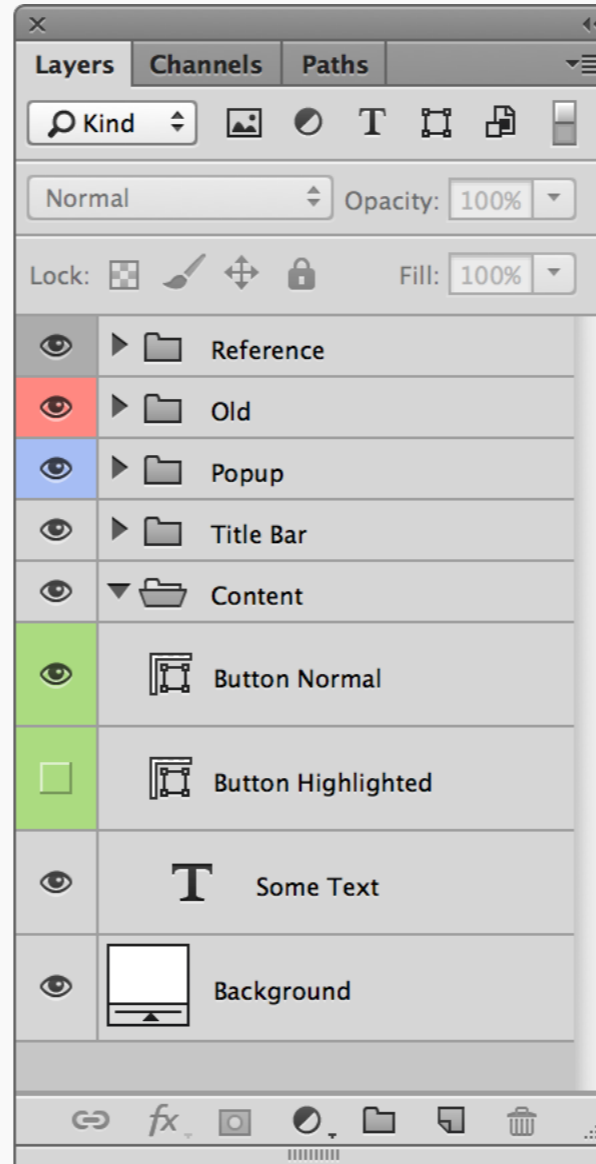 Layers Channels Paths
Kind T
Normal Opacity: 100%
Lock: Fill: 100%
Reference
Old
Popup
Title Bar
Content
Button Normal
Button Highlighted
T Some Text
Background
fx